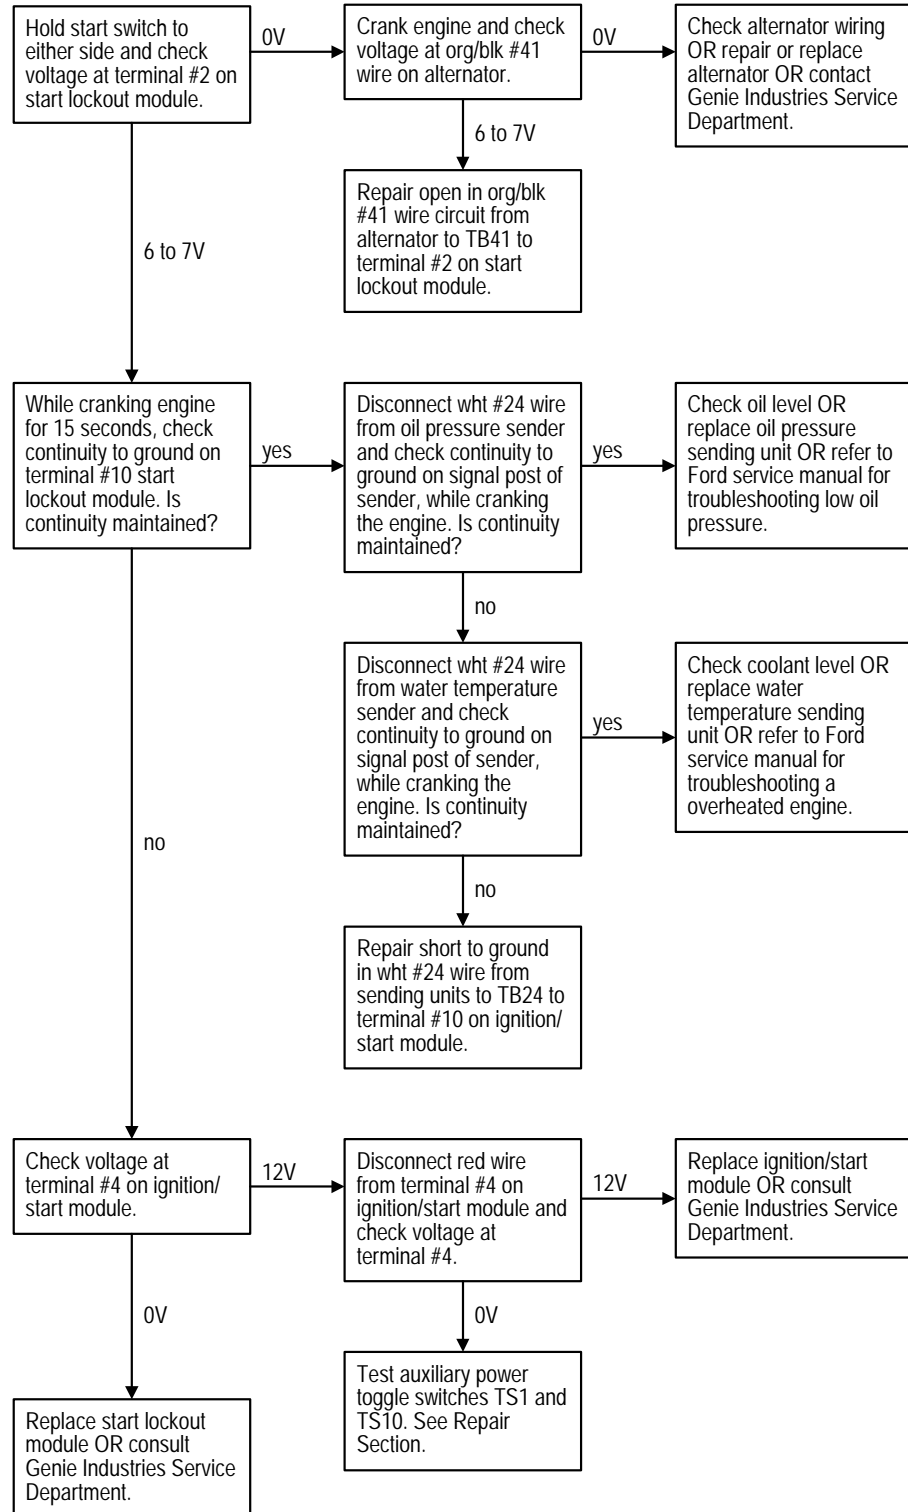 Hold start switch to
either side and check
voltage at terminal #2 on
start lockout module.
0V
Crank engine and check
voltage at org/blk #41
wire on alternator.
0V
Check alternator wiring
OR repair or replace
alternator OR contact
Genie Industries Service
Department.
6 to 7V
Repair open in org/blk
#41 wire circuit from
alternator to TB41 to
terminal #2 on start
lockout module.
6 to 7V
While cranking engine
for 15 seconds, check
continuity to ground on
terminal #10 start
lockout module. Is
continuity maintained?
yes
Disconnect wht #24 wire
from oil pressure sender
and check continuity to
ground on signal post of
sender, while cranking
the engine. Is continuity
maintained?
yes
Check oil level OR
replace oil pressure
sending unit OR refer to
Ford service manual for
troubleshooting low oil
pressure.
no
Disconnect wht #24 wire
from water temperature
sender and check
continuity to ground on
signal post of sender,
while cranking the
engine. Is continuity
maintained?
yes
Check coolant level OR
replace water
temperature sending
unit OR refer to Ford
service manual for
troubleshooting a
overheated engine.
no
no
Repair short to ground
in wht #24 wire from
sending units to TB24 to
terminal #10 on ignition/
start module.
Check voltage at
terminal #4 on ignition/
start module.
12V
Disconnect red wire
from terminal #4 on
ignition/start module and
check voltage at
terminal #4.
12V
Replace ignition/start
module OR consult
Genie Industries Service
Department.
0V
0V
Test auxiliary power
toggle switches TS1 and
TS10. See Repair
Section.
Replace start lockout
module OR consult
Genie Industries Service
Department.